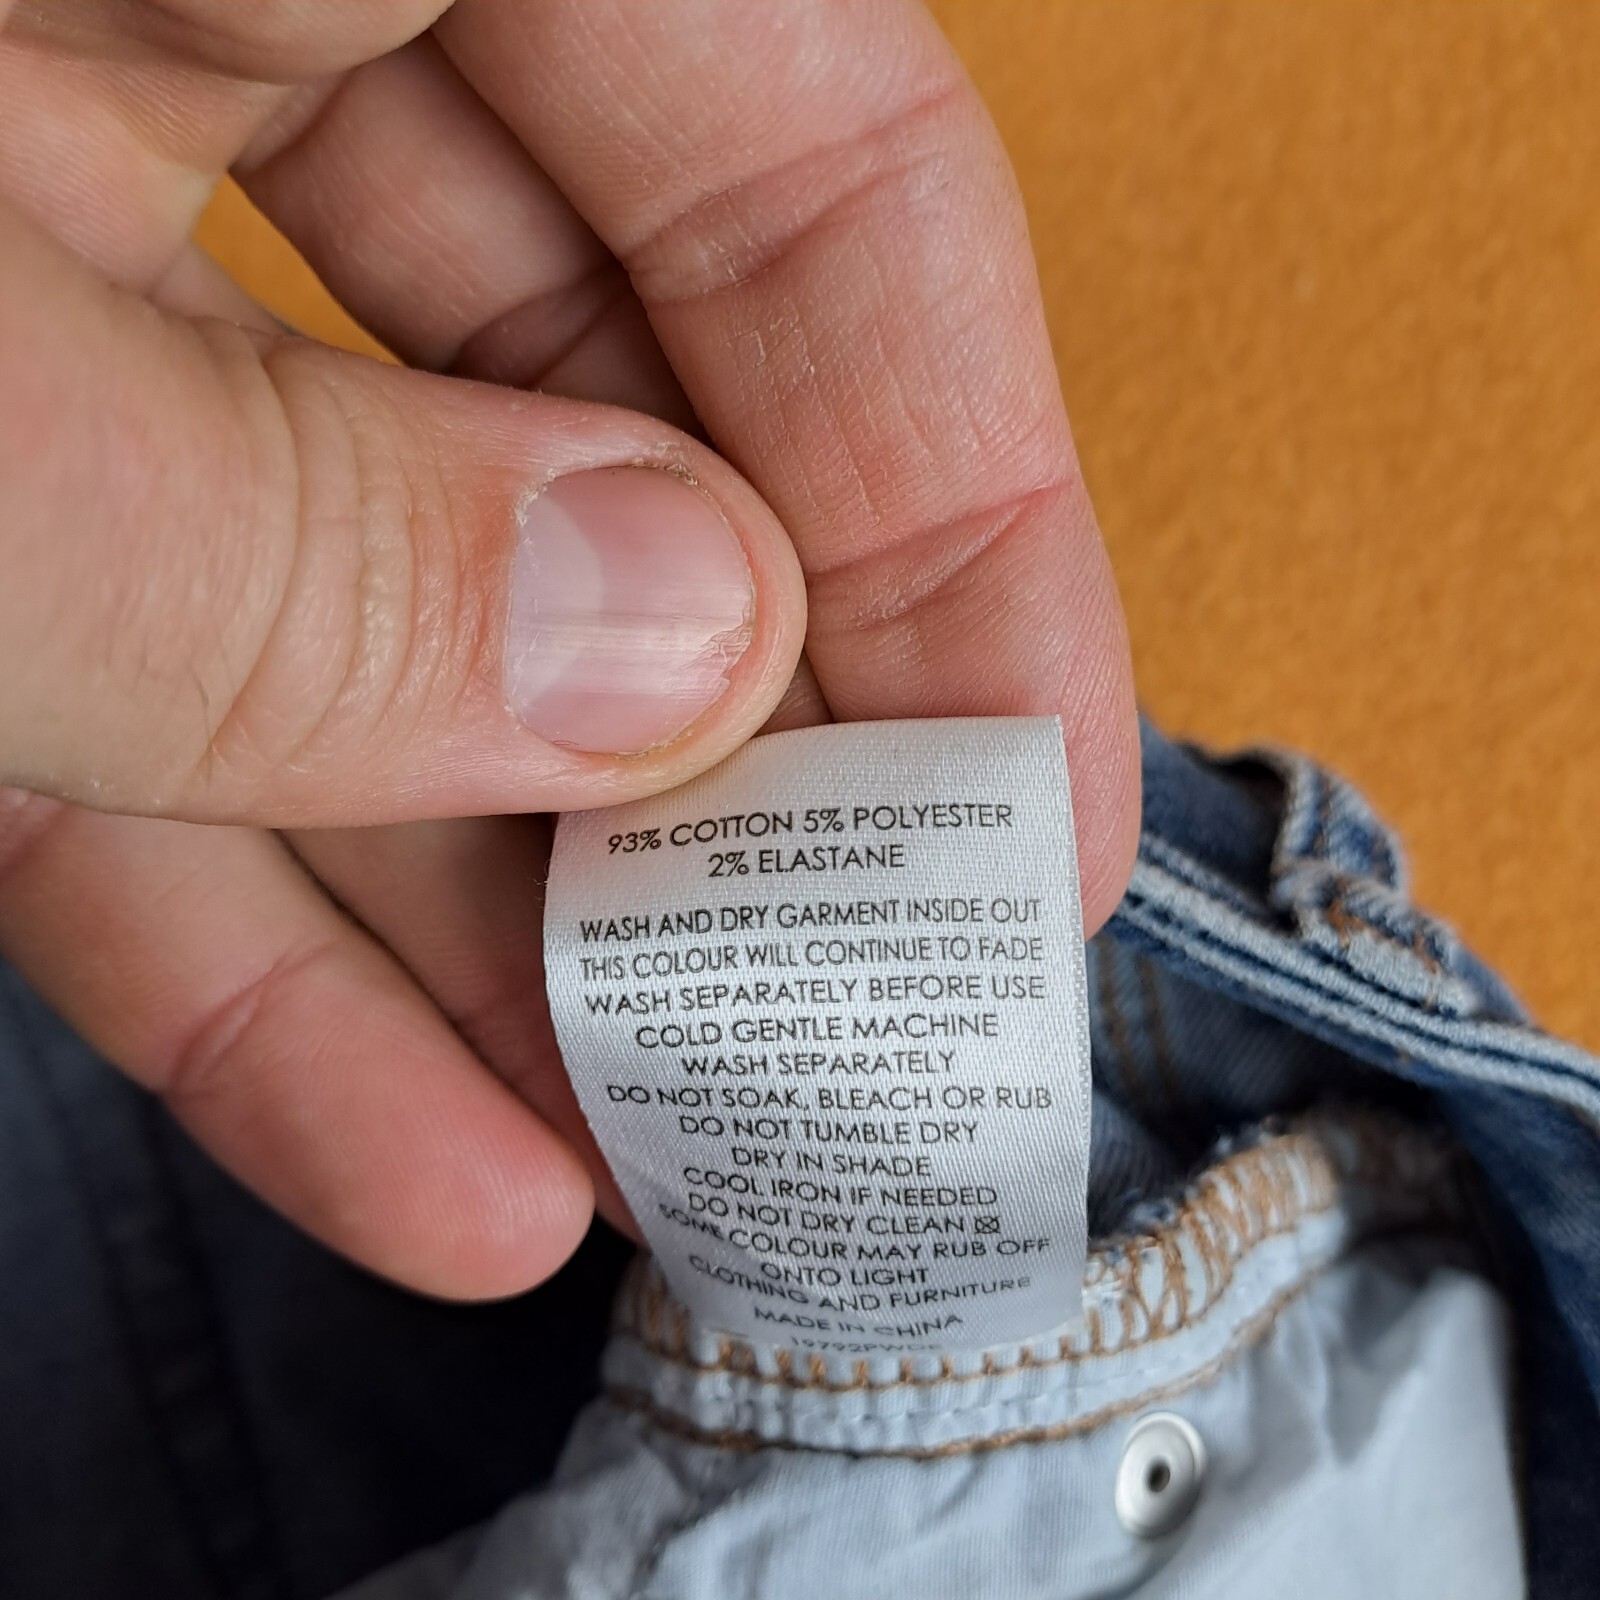 93% COTTON 5% POLYESTER
2% ELASTANE
WASH AND DRY GARMENT INSIDE OUT
THIS COLOUR WILL CONTINUE TO FADE
WASH SEPARATELY BEFORE USE
COLD GENTLE MACHINE
WASH SEPARATELY
DO NOT SOAK, BLEACH OR RUB
DO NOT TUMBLE DRY
DRY IN SHADE
COOL IRON IF NEEDED
DO NOT DRY CLEAN
SOME COLOUR MAY RUB OFF
ONTO LIGHT
CLOTHING AND FURNITURE
MADE IN CHINA